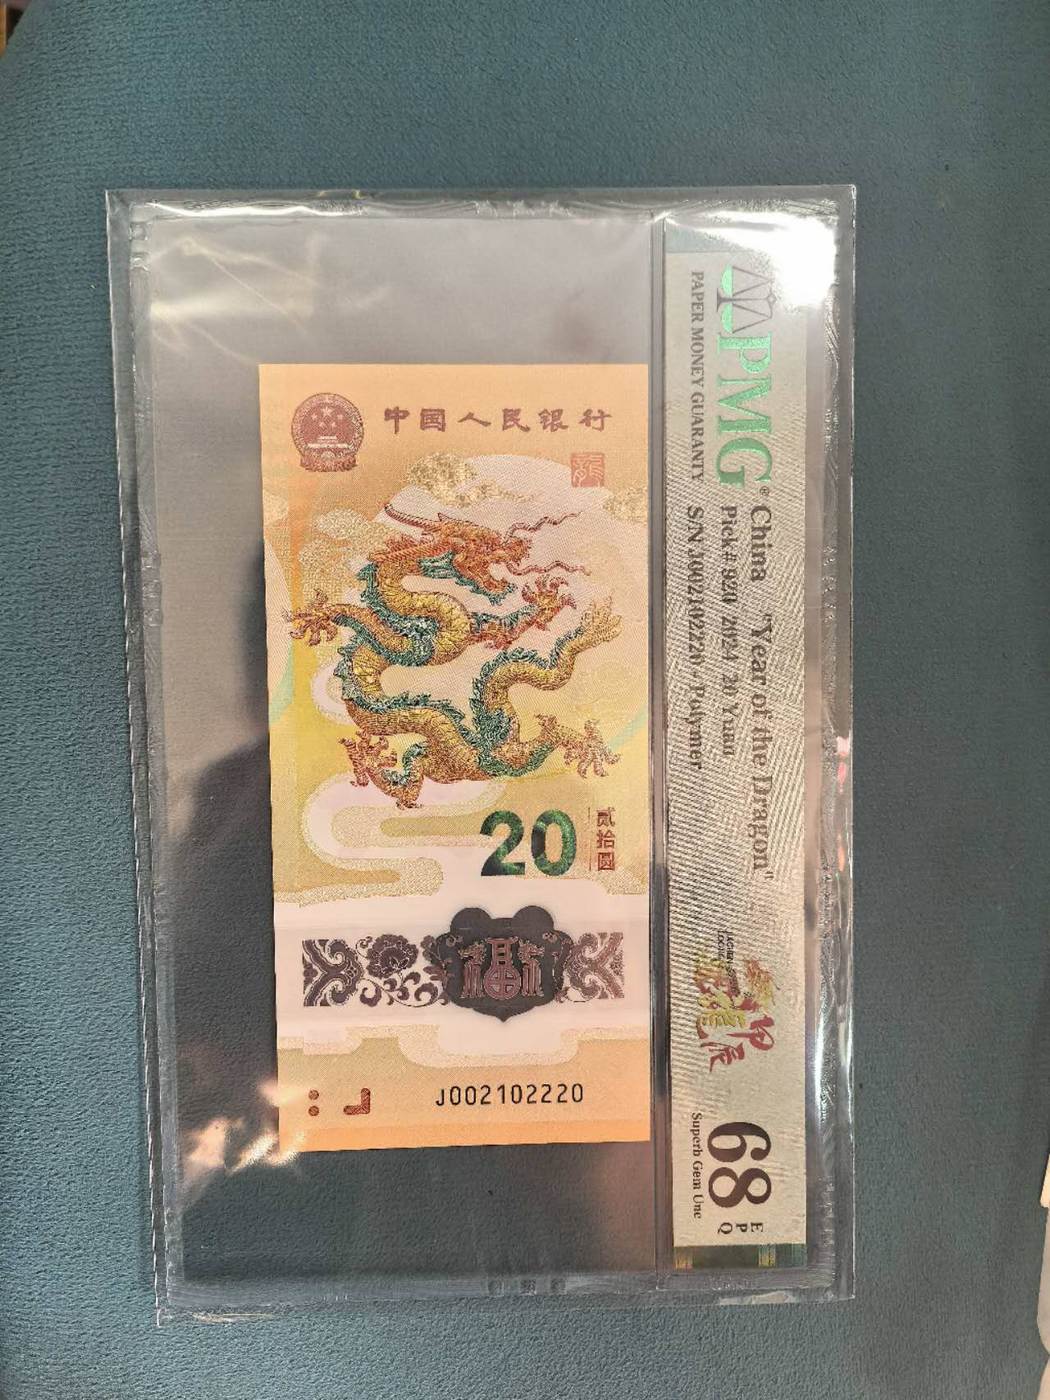 中国人民银行
20
贰拾圆
福
J002102220
PMG®
PAPER MONEY GUARANTY
China "Year of the Dragon"
Pick# 920 2024 20 Yuan
S/N J002102220 - Polymer
68
EPQ
Superb Gem Unc